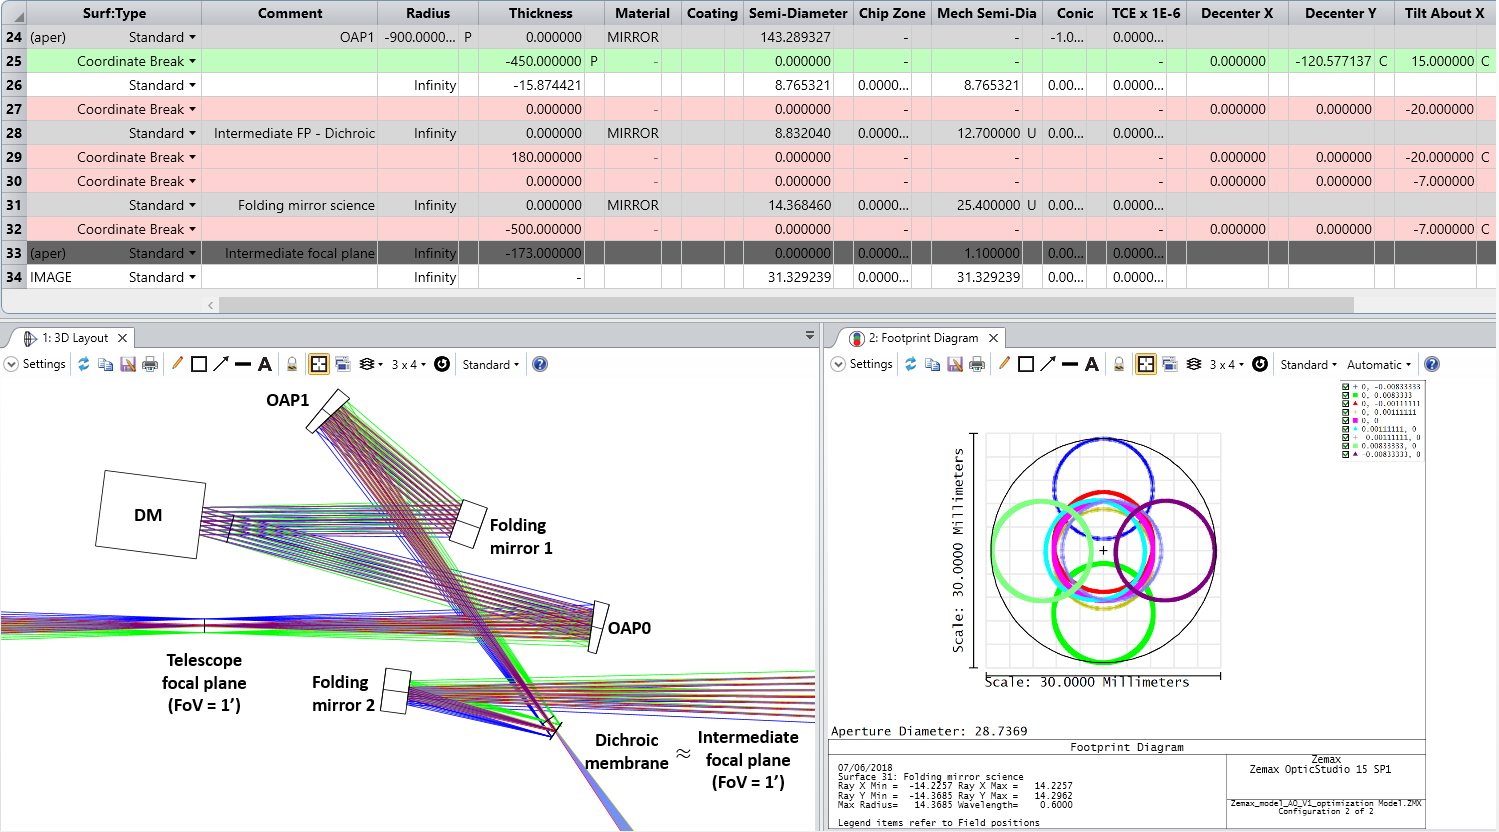 Surf:Type Comment Radius Thickness Material Coating Semi-Diameter Chip Zone Mech Semi-Dia Conic TCE x 1E-6 Decenter X Decenter Y Tilt About X
24 (aper) Standard OAP1 -900.0000... P 0.000000 MIRROR 143.289327 - - -1.0... 0.0000...
25 Coordinate Break -450.000000 P - 0.000000 - - - 0.000000 -120.577137 C 15.000000 C
26 Standard Infinity -15.874421 8.765321 0.0000... 8.765321 0.00... 0.0000...
27 Coordinate Break 0.000000 - 0.000000 - - - 0.000000 0.000000 -20.000000
28 Standard Intermediate FP - Dichroic Infinity 0.000000 MIRROR 8.832040 0.0000... 12.700000 U 0.00... 0.0000...
29 Coordinate Break 180.000000 - 0.000000 - - - 0.000000 0.000000 -20.000000 C
30 Coordinate Break 0.000000 - 0.000000 - - - 0.000000 0.000000 -7.000000
31 Standard Folding mirror science Infinity 0.000000 MIRROR 14.368460 0.0000... 25.400000 U 0.00... 0.0000...
32 Coordinate Break -500.000000 - 0.000000 - - - 0.000000 0.000000 -7.000000 C
33 (aper) Standard Intermediate focal plane Infinity -173.000000 0.000000 0.0000... 1.100000 0.00... 0.0000...
34 IMAGE Standard Infinity - 31.329239 0.0000... 31.329239 0.00... 0.0000...
1: 3D Layout
Settings A 3 x 4 Standard
OAP1
DM
Folding
mirror 1
OAP0
Telescope
focal plane
(FoV = 1')
Folding
mirror 2
Dichroic
membrane
≈
Intermediate
focal plane
(FoV = 1')
2: Footprint Diagram
Settings A 3 x 4 Standard Automatic
0, -0.00833333
0, 0.0083333
0, -0.00111111
0, 0.00111111
0, 0
0.00111111, 0
0.00111111, 0
0.00833333, 0
-0.00833333, 0
Scale: 30.0000 Millimeters
Scale: 30.0000 Millimeters
Aperture Diameter: 28.7369
Footprint Diagram
07/06/2018
Surface 31: Folding mirror science
Ray X Min = -14.2257 Ray X Max = 14.2257
Ray Y Min = -14.3685 Ray Y Max = 14.2962
Max Radius= 14.3685 Wavelength= 0.6000
Legend items refer to Field positions
Zemax
Zemax OpticStudio 15 SP1
Zemax_model_AO_V1_optimization Model.ZMX
Configuration 2 of 2